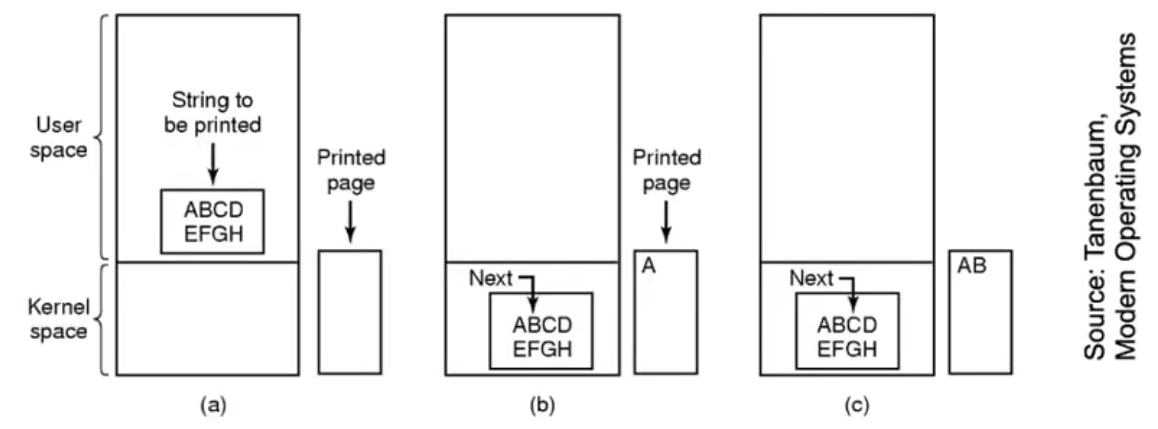 User
space
Kernel
space
String to
be printed
ABCD
EFGH
Printed
page
(a)
Next
ABCD
EFGH
Printed
page
A
(b)
Next
ABCD
EFGH
AB
(c)
Source: Tanenbaum,
Modern Operating Systems